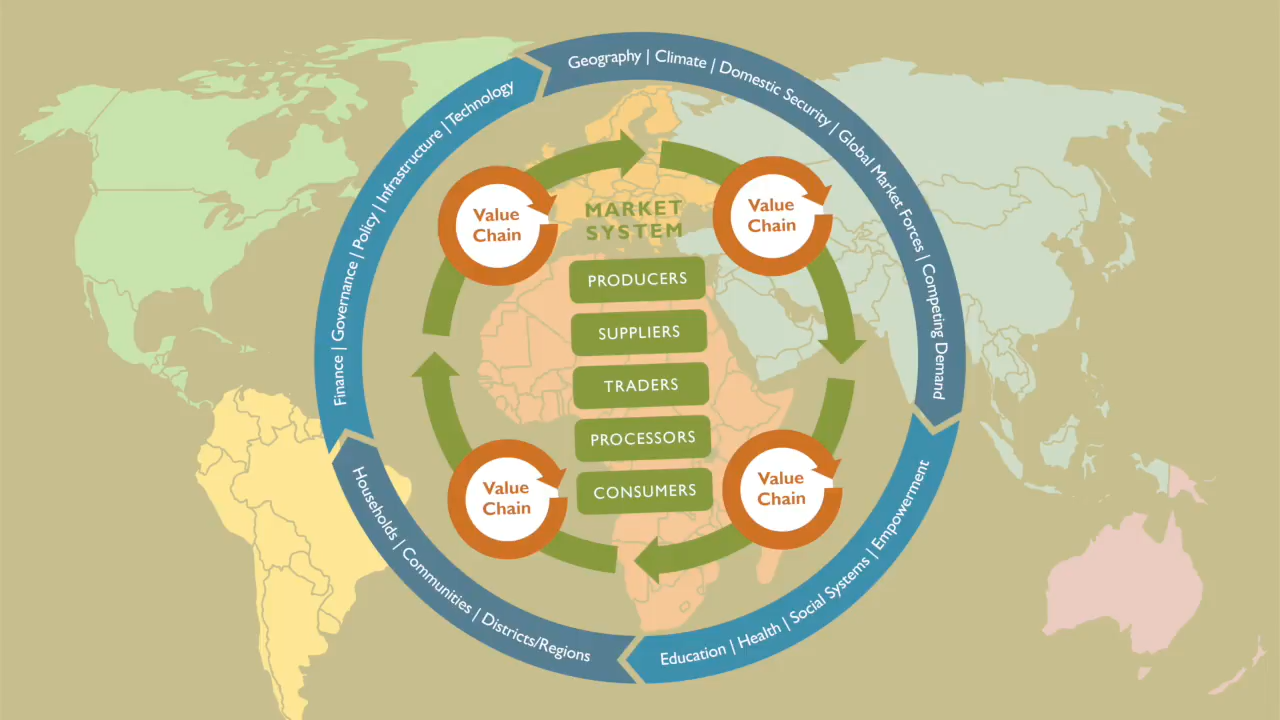 Geography | Climate | Domestic Security | Global Market Forces | Competing Demand
Finance | Governance | Policy | Infrastructure | Technology
Value
Chain
Value
Chain
MARKET
SYSTEM
PRODUCERS
SUPPLIERS
TRADERS
PROCESSORS
CONSUMERS
Value
Chain
Value
Chain
Households | Communities | Districts/Regions
Education | Health | Social Systems | Empowerment